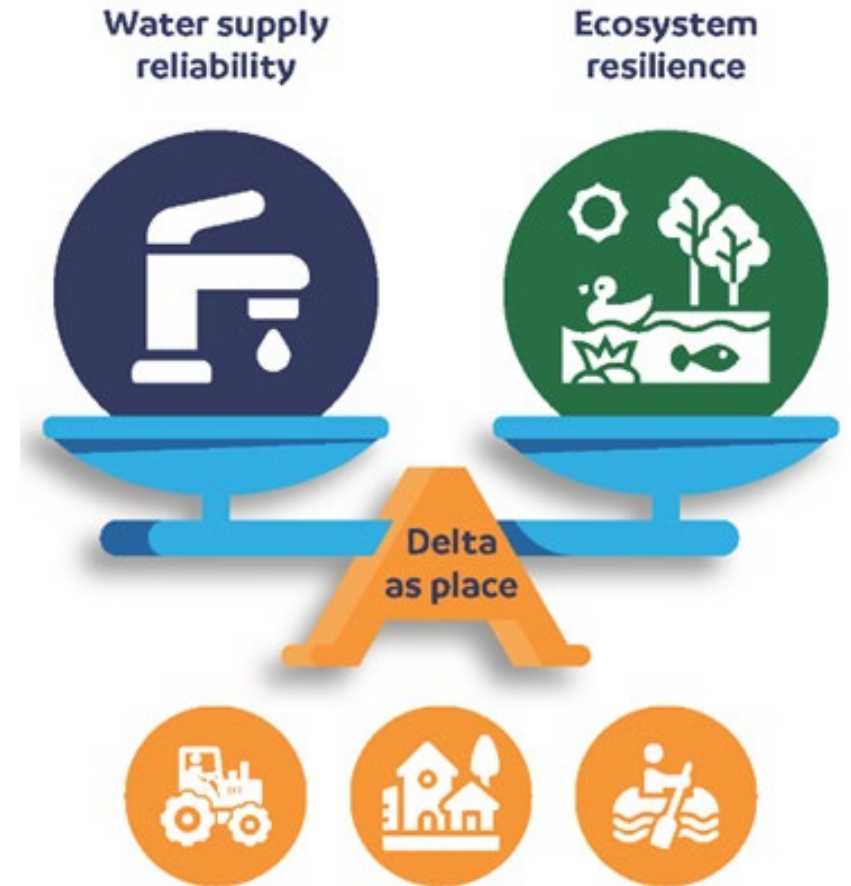 Water supply
reliability
Ecosystem
resilience
Delta
as place